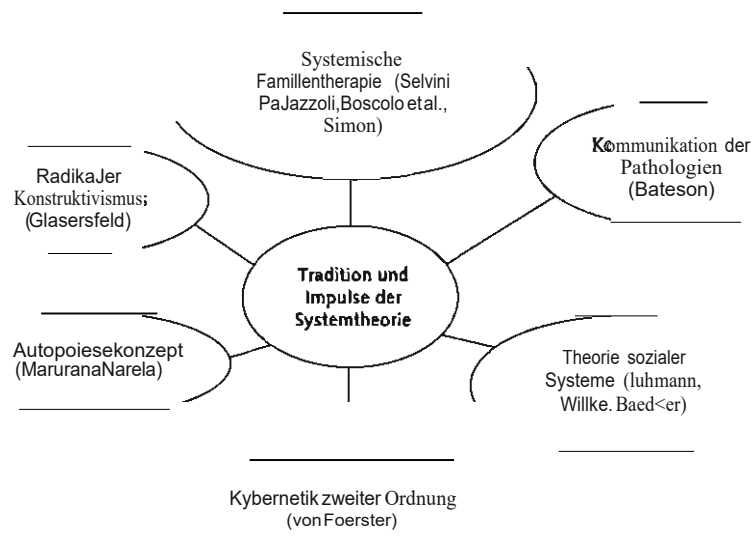 Systemische
Famillentherapie (Selvini
PaJazzoli,Boscolo et al.,
Simon)
Kommunikation der
Pathologien
(Bateson)
RadikaJer
Konstruktivismus;
(Glasersfeld)
Tradition und
Impulse der
Systemtheorie
Autopoiesekonzept
(MaruranaNarela)
Theorie sozialer
Systeme (luhmann,
Willke. Baed<er)
Kybernetik zweiter Ordnung
(von Foerster)